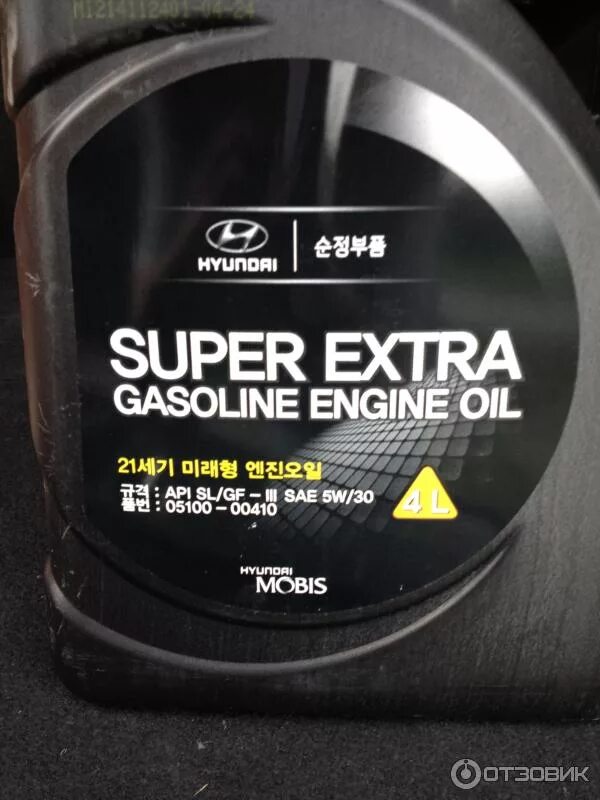 M1214112401-04-24
HYUNDAI
순정부품
SUPER EXTRA
GASOLINE ENGINE OIL
21세기 미래형 엔진오일
규격 : API SL/GF - III SAE 5W/30
품번 : 05100 - 00410
4 L
HYUNDAI
MOBIS
ОТЗОВИК